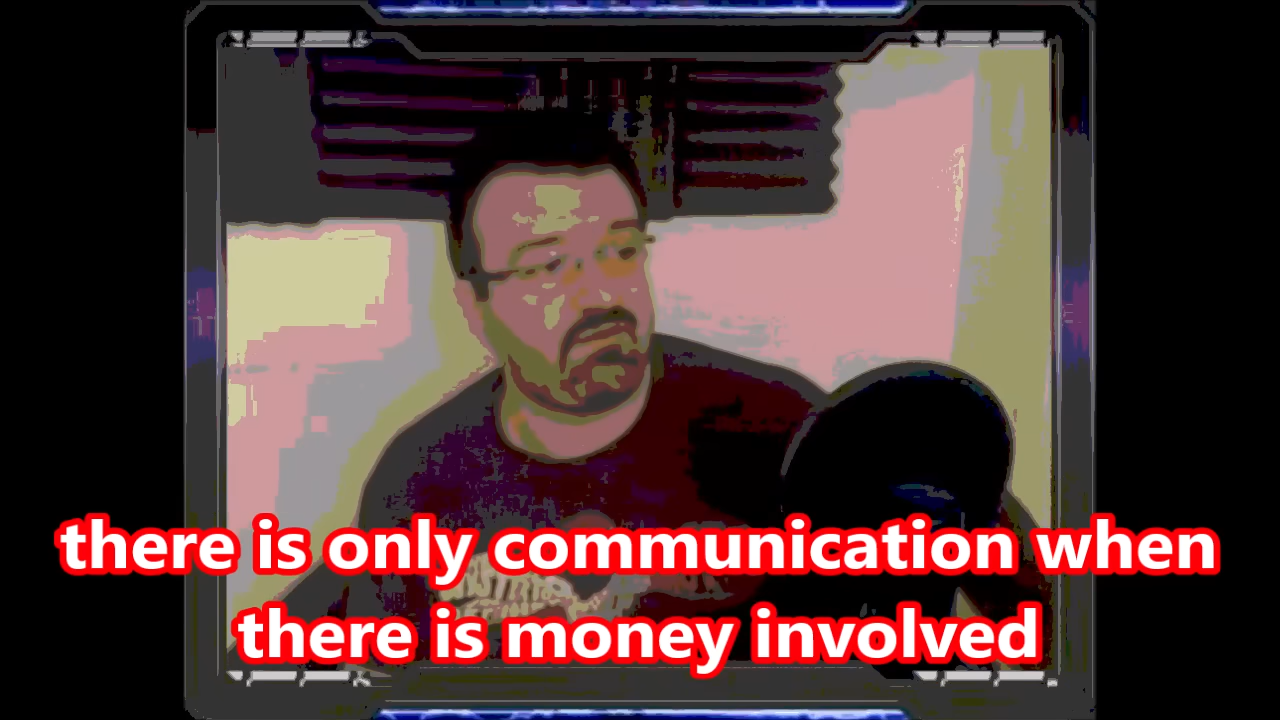 there is only communication when
there is money involved